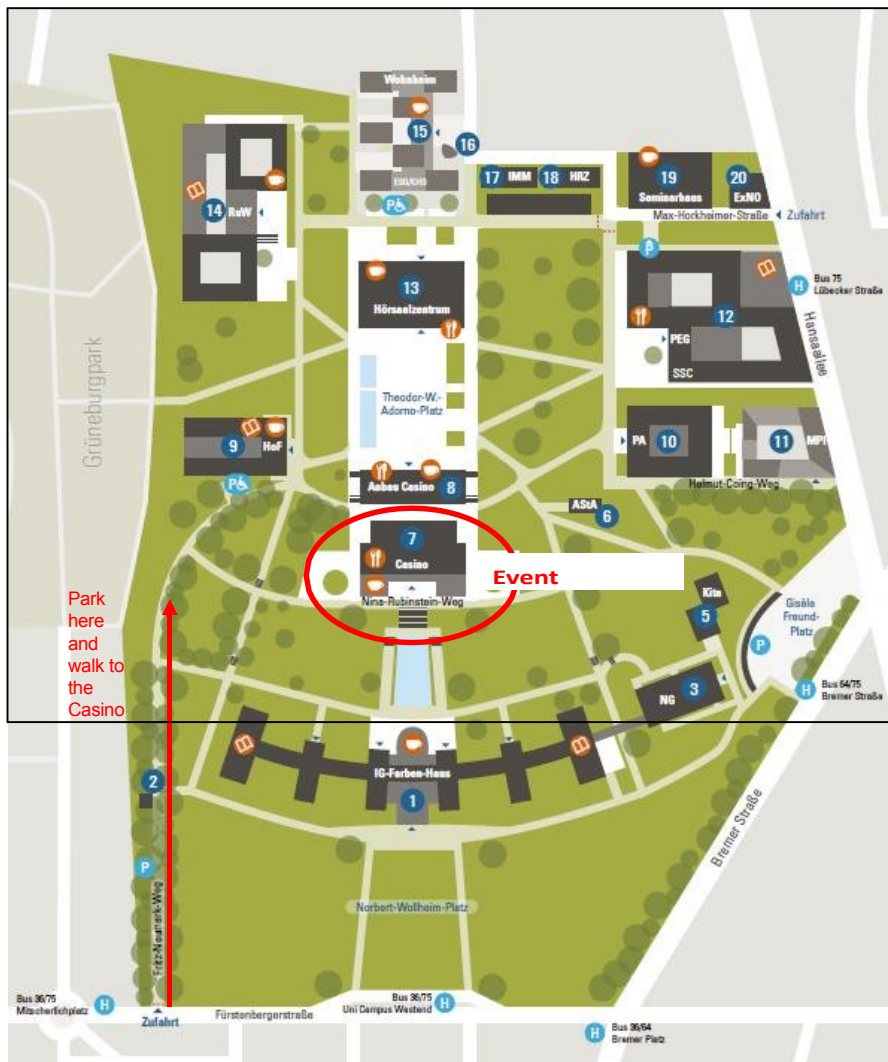 Wohnheim
15
16
ESG/KHG
P
17 IMM 18 HRZ
19
Seminarhaus
20
ExNO
Max-Horkheimer-Straße
Zufahrt
14 RuW
P
Bus 75
Lübecker Straße
H
13
Hörsaalzentrum
12
PEG
SSC
Hansaallee
Grüneburgpark
Theodor-W.-
Adorno-Platz
9 HoF
P
PA 10
11 MPI
Helmut-Coing-Weg
Anbau Casino 8
AStA
6
7
Casino
Event
Nina-Rubinstein-Weg
Kita
5
Gisèle
Freund-
Platz
P
Park
here
and
walk to
the
Casino
H
Bus 64/75
Bremer Straße
3
NG
2
IG-Farben-Haus
1
Bremer Straße
P
Fritz-Neumark-Weg
Norbert-Wollheim-Platz
Bus 36/75
Mitscherlichplatz
H
Zufahrt
Fürstenbergerstraße
Bus 36/75
Uni Campus Westend
H
H
Bus 36/64
Bremer Platz